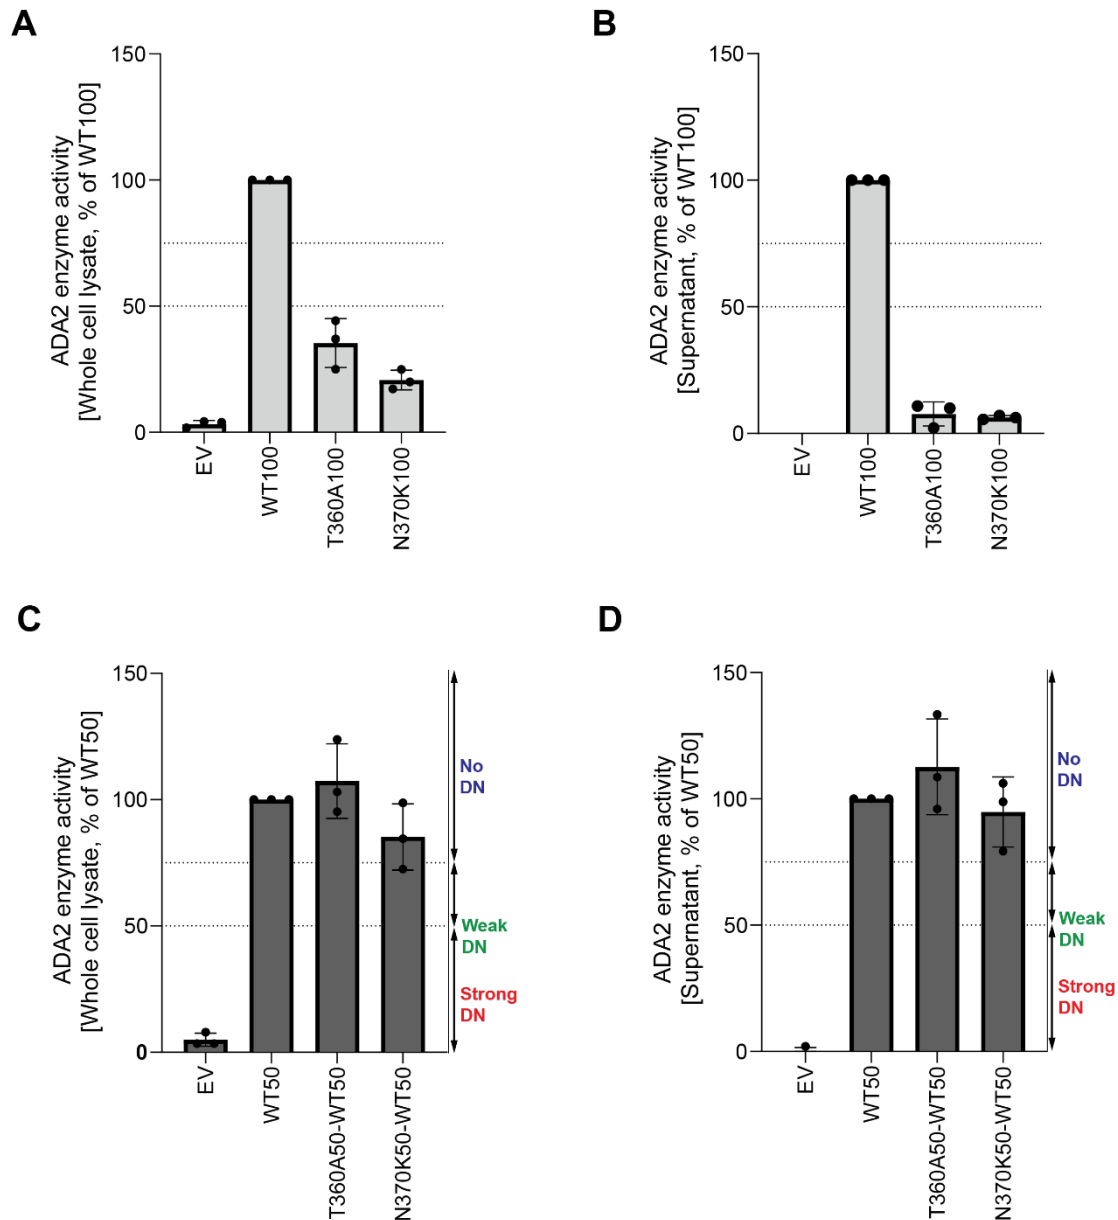 A
ADA2 enzyme activity
[Whole cell lysate, % of WT100]
150
100
50
0
EV
WT100
T360A100
N370K100
B
ADA2 enzyme activity
[Supernatant, % of WT100]
150
100
50
0
EV
WT100
T360A100
N370K100
C
ADA2 enzyme activity
[Whole cell lysate, % of WT50]
150
100
50
0
EV
WT50
T360A50-WT50
N370K50-WT50
No
DN
Weak
DN
Strong
DN
D
ADA2 enzyme activity
[Supernatant, % of WT50]
150
100
50
0
EV
WT50
T360A50-WT50
N370K50-WT50
No
DN
Weak
DN
Strong
DN